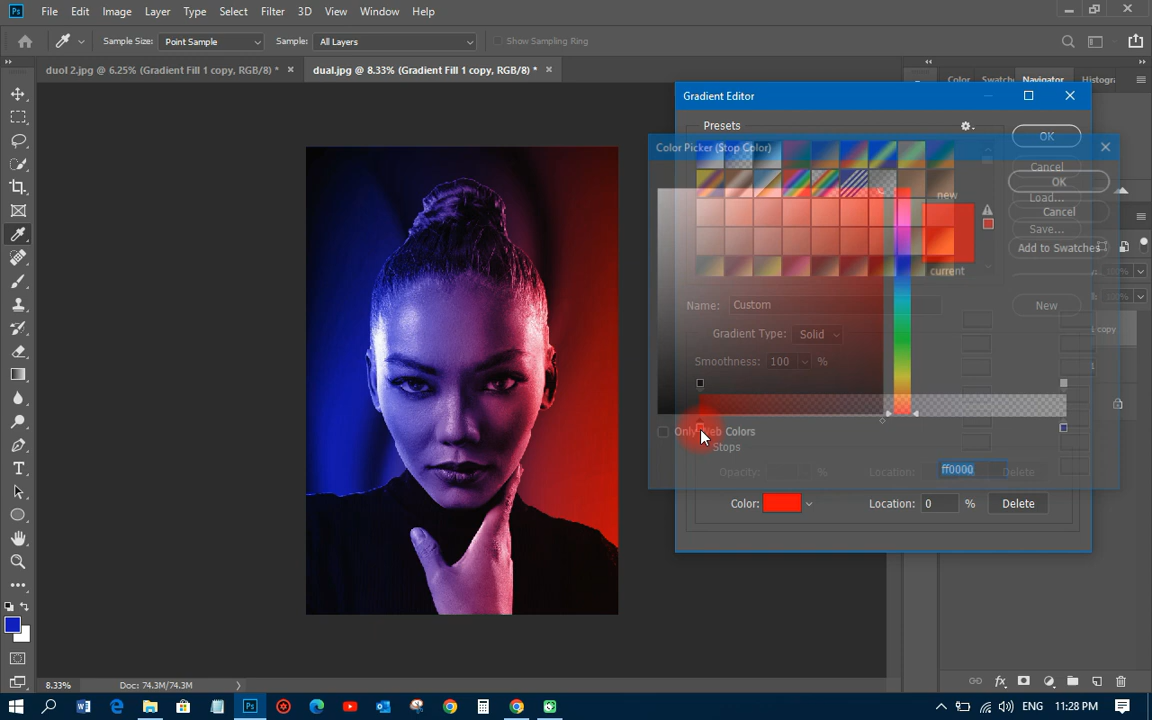 Ps File Edit Image Layer Type Select Filter 3D View Window Help
Sample Size: Point Sample Sample: All Layers Show Sampling Ring
duol 2.jpg @ 6.25% (Gradient Fill 1 copy, RGB/8) * × dual.jpg @ 8.33% (Gradient Fill 1 copy, RGB/8) * ×
Color Swatch Navigator Histogr
Gradient Editor
Presets
OK
Color Picker (Stop Color)
Cancel
OK
new
Load...
Cancel
Save...
Add to Swatches
current
Name: Custom
New
Gradient Type: Solid
copy
Smoothness: 100 %
Only Web Colors
Stops
Opacity: % Location: ff0000 Delete
Color: Location: 0 % Delete
8.33% Doc: 74.3M/74.3M
ENG 11:28 PM